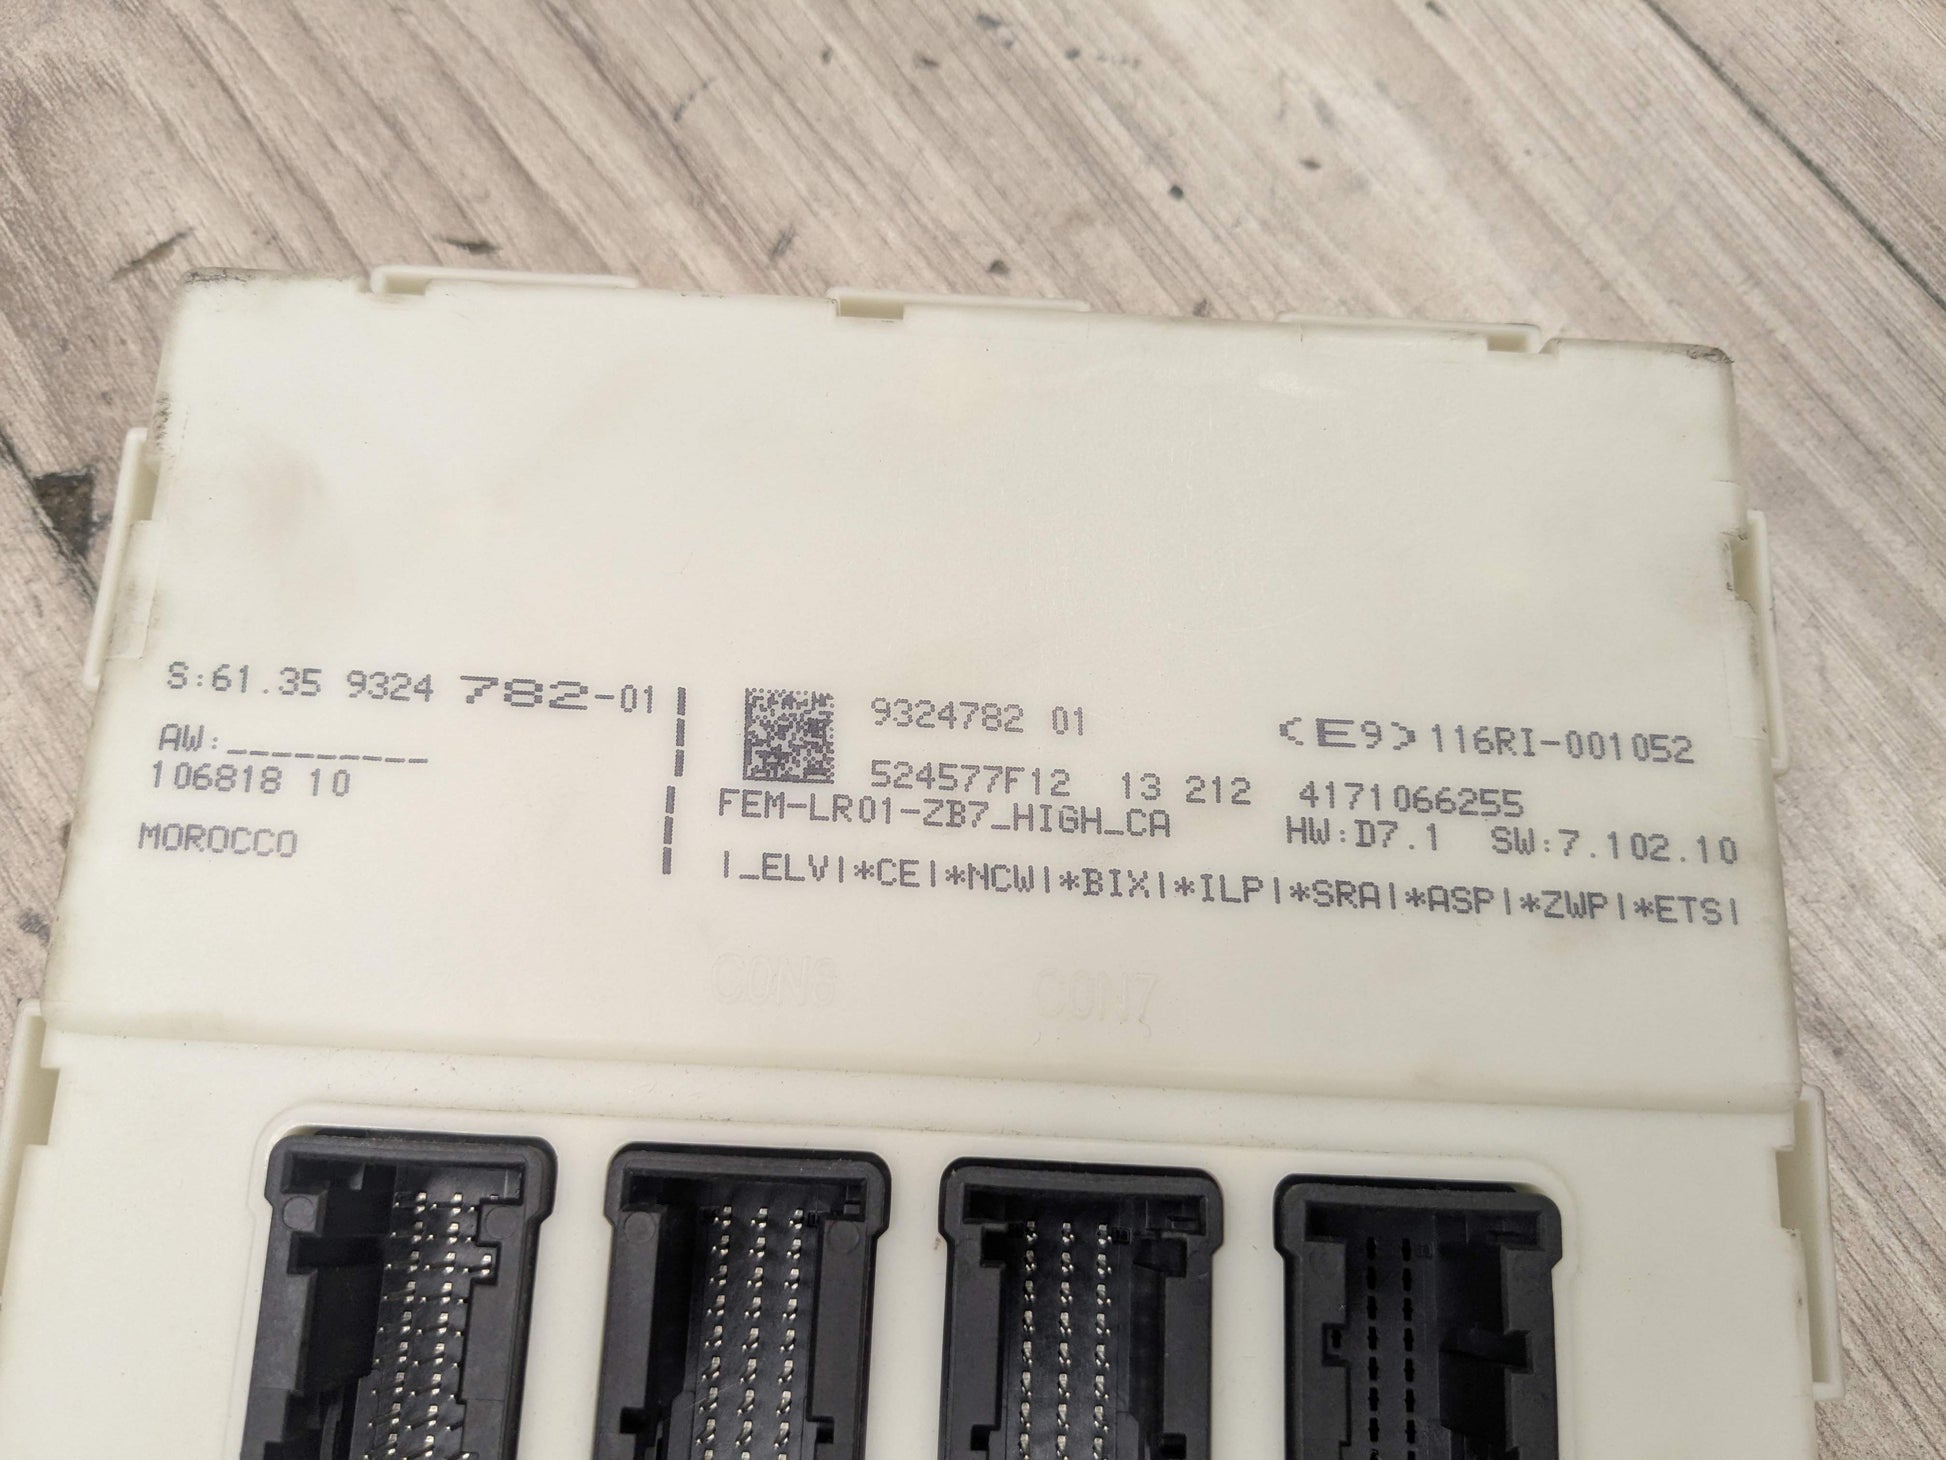 S:61.35 9324 782-01
AW:_________
106818 10
MOROCCO
9324782 01
<E9>116RI-001052
524577F12 13 212 4171066255
FEM-LR01-ZB7_HIGH_CA HW:D7.1 SW:7.102.10
|_ELV|*CE|*NCW|*BIX|*ILP|*SRA|*ASP|*ZWP|*ETS|
CON6 CON7